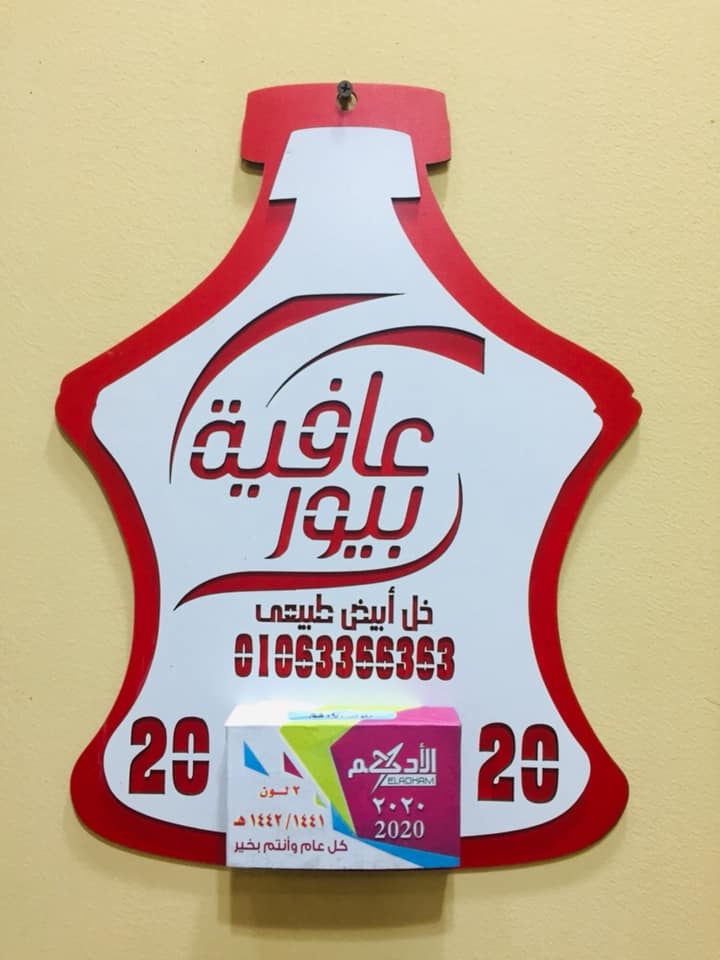 عافية
بيور
خل أبيض طبيعى
01063366363
20
20
الأدهم
ELADHAM
٢٠٢٠
2020
٢ لون
١٤٤١/١٤٤٢ هـ
كل عام وأنتم بخير